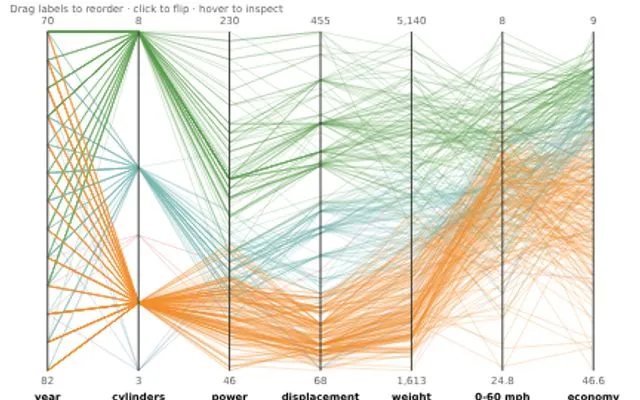 Drag labels to reorder · click to flip · hover to inspect
70 8 230 455 5,140 8 9
82 3 46 68 1,613 24.8 46.6
year cylinders power displacement weight 0-60 mph economy